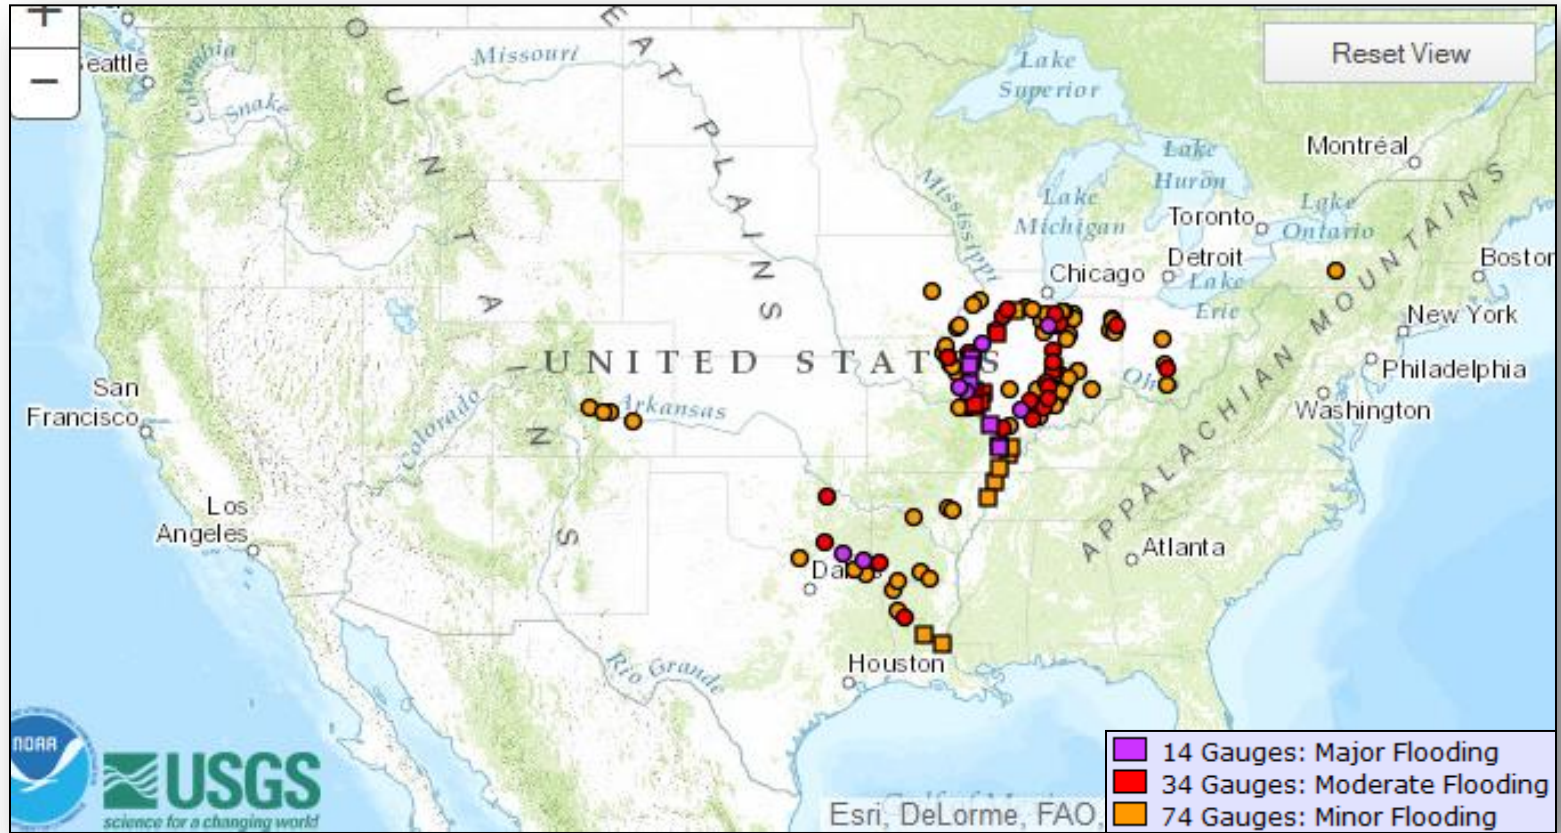 +
−
Seattle
Columbia
Snake
Missouri
GREAT PLAINS
Lake
Superior
Reset View
Montréal
Lake
Huron
Lake
Michigan
Mississippi
Toronto
Lake
Ontario
Detroit
Boston
Chicago
Lake
Erie
New York
UNITED STATES
Philadelphia
Ohio
Washington
San
Francisco
Colorado
Arkansas
MOUNTAINS
APPALACHIAN MOUNTAINS
Los
Angeles
Dallas
Atlanta
Rio Grande
Houston
NOAA
USGS
science for a changing world
Esri, DeLorme, FAO,
14 Gauges: Major Flooding
34 Gauges: Moderate Flooding
74 Gauges: Minor Flooding